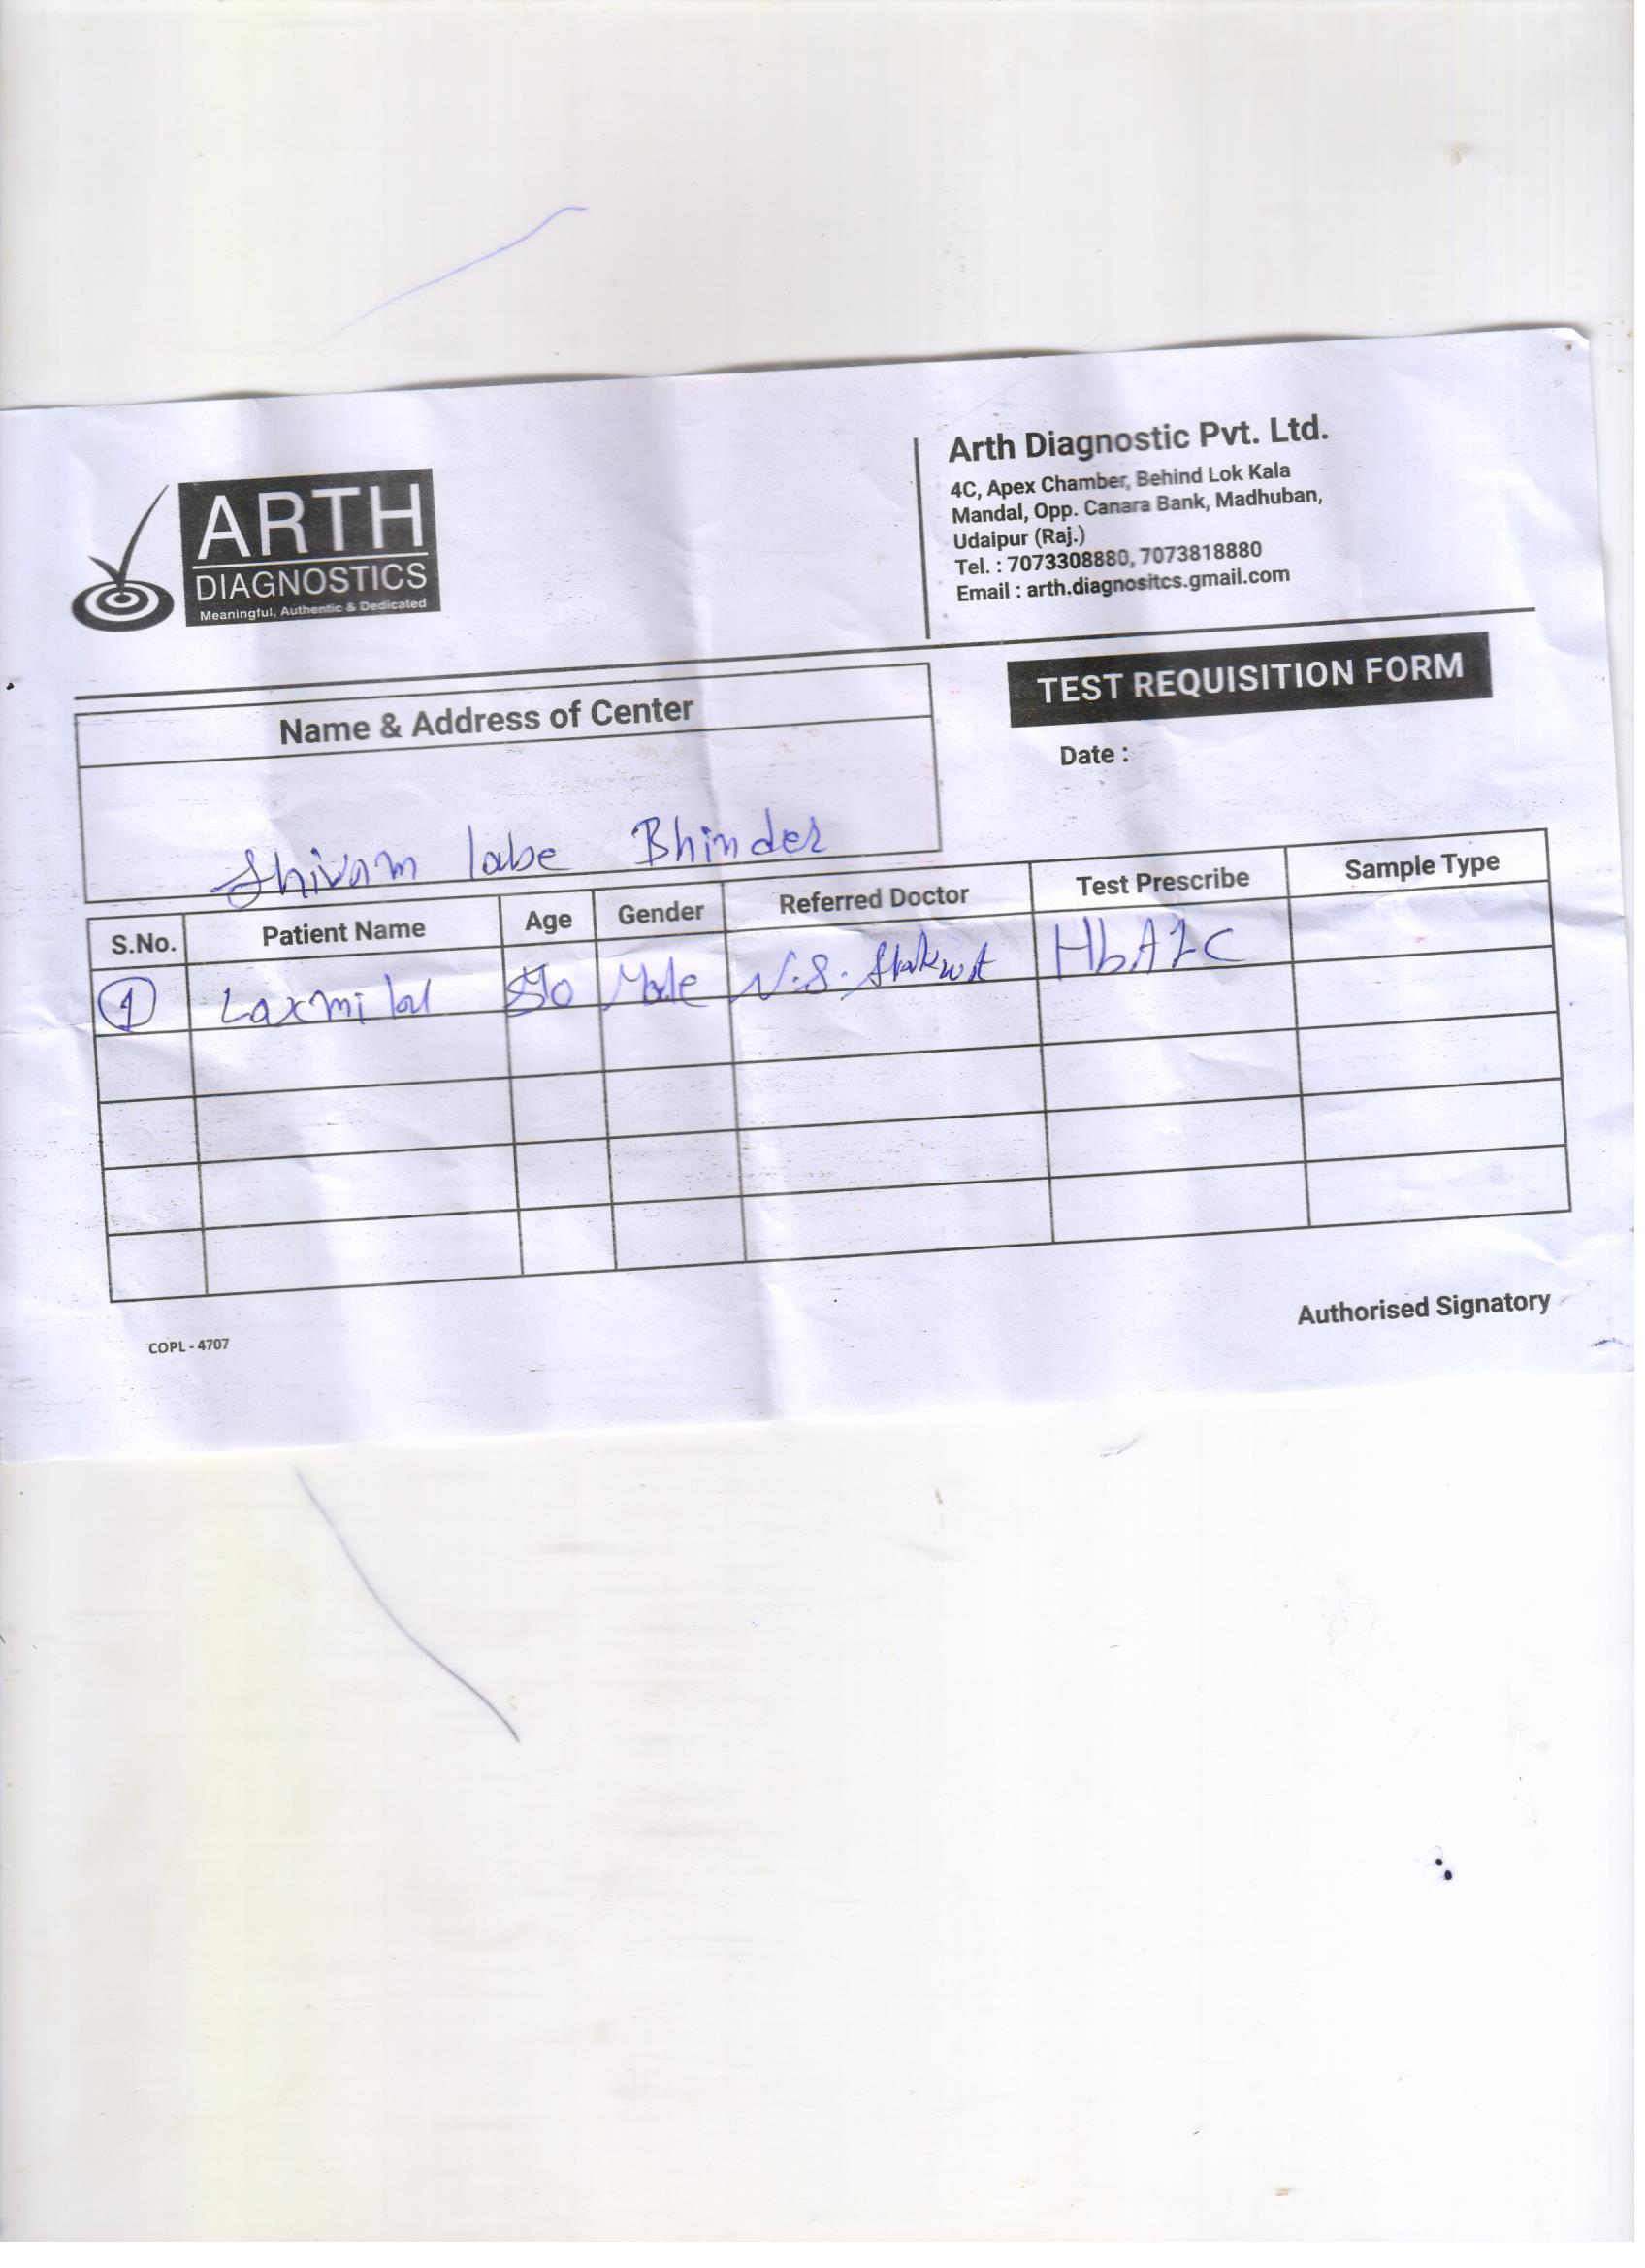 ARTH
DIAGNOSTICS
Meaningful, Authentic & Dedicated
Arth Diagnostic Pvt. Ltd.
4C, Apex Chamber, Behind Lok Kala
Mandal, Opp. Canara Bank, Madhuban,
Udaipur (Raj.)
Tel. : 7073308880, 7073818880
Email : arth.diagnositcs.gmail.com
TEST REQUISITION FORM
Date :
Name & Address of Center
Shivam labe Bhinder
S.No. Patient Name Age Gender Referred Doctor Test Prescribe Sample Type
1 Laxmi lal Male N.S. HbA1C
Authorised Signatory
COPL - 4707